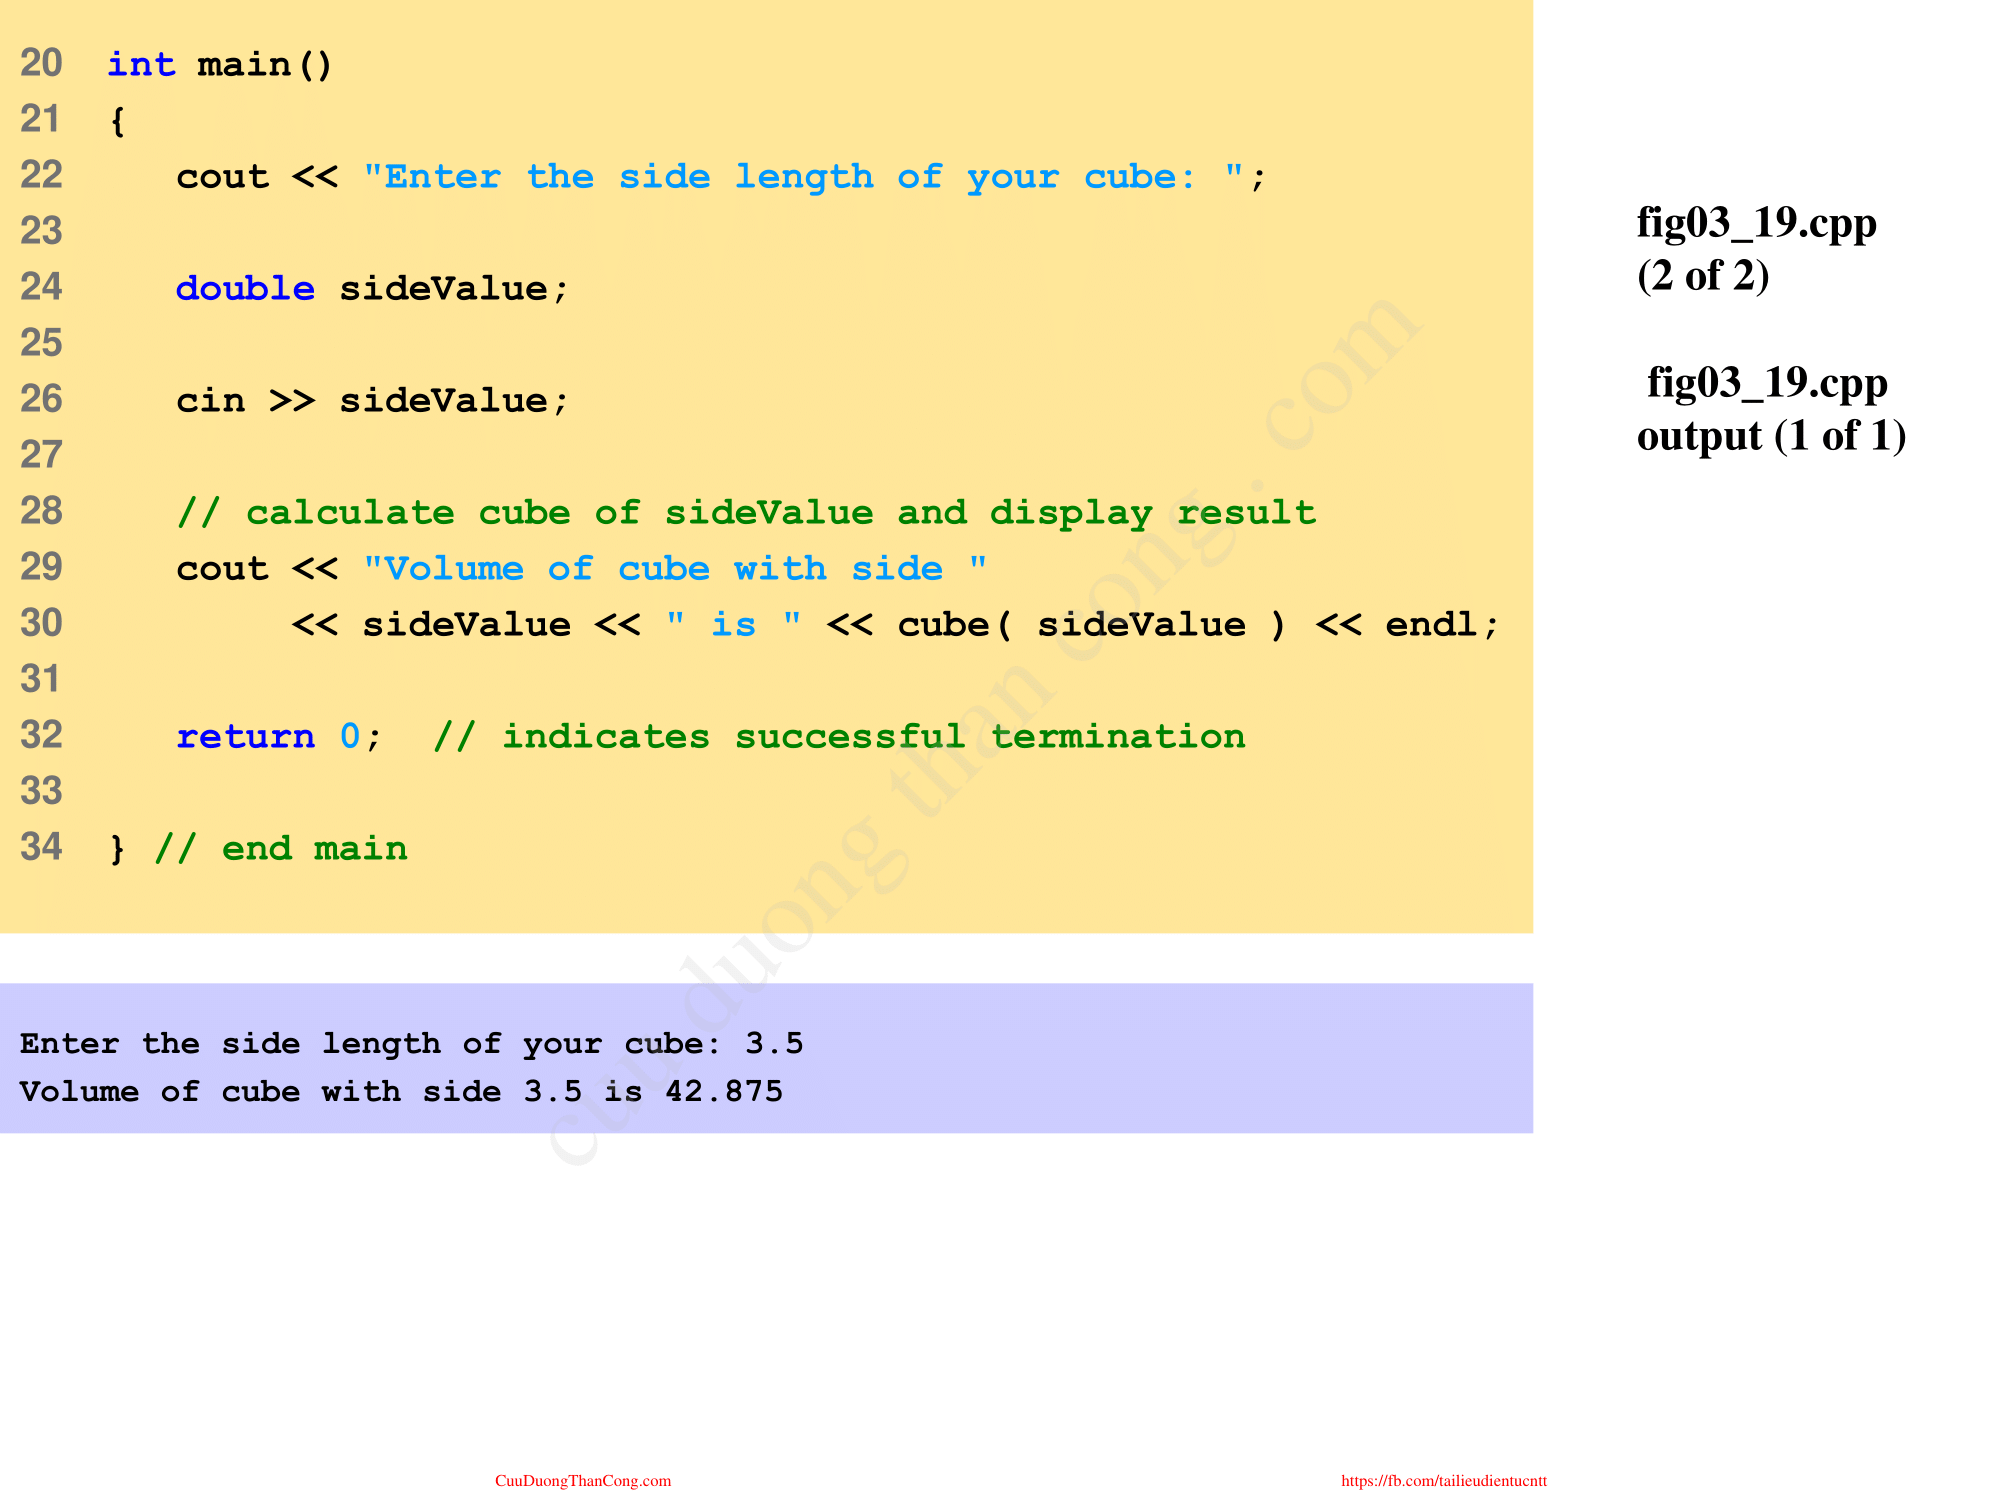 20 int main()
21 {
22 cout << "Enter the side length of your cube: ";
23
24 double sideValue;
25
26 cin >> sideValue;
27
28 // calculate cube of sideValue and display result
29 cout << "Volume of cube with side "
30 << sideValue << " is " << cube( sideValue ) << endl;
31
32 return 0; // indicates successful termination
33
34 } // end main
fig03_19.cpp
(2 of 2)
fig03_19.cpp
output (1 of 1)
Enter the side length of your cube: 3.5
Volume of cube with side 3.5 is 42.875
cuu duong than cong . com
CuuDuongThanCong.com
https://fb.com/tailieudientucntt